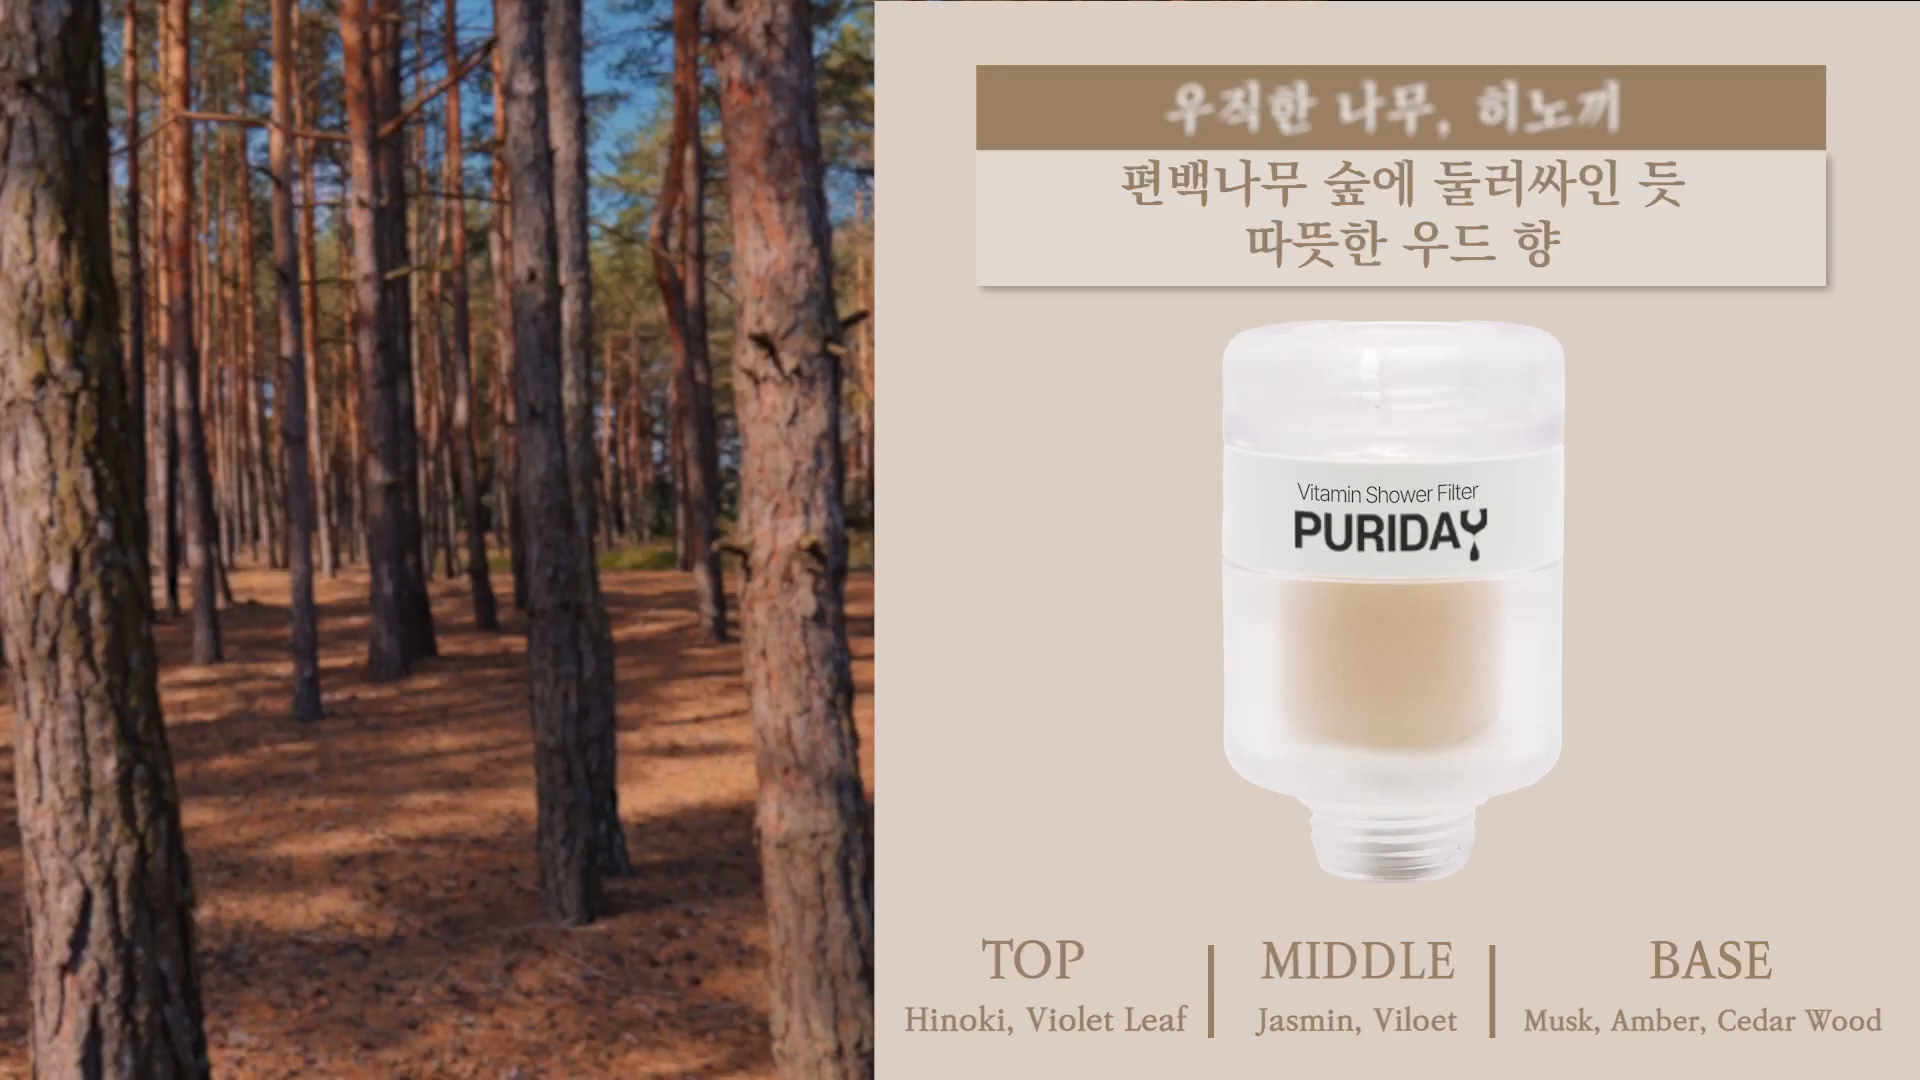 우직한 나무, 히노끼
편백나무 숲에 둘러싸인 듯
따뜻한 우드 향
Vitamin Shower Filter
PURIDAY
TOP
Hinoki, Violet Leaf
MIDDLE
Jasmin, Viloet
BASE
Musk, Amber, Cedar Wood